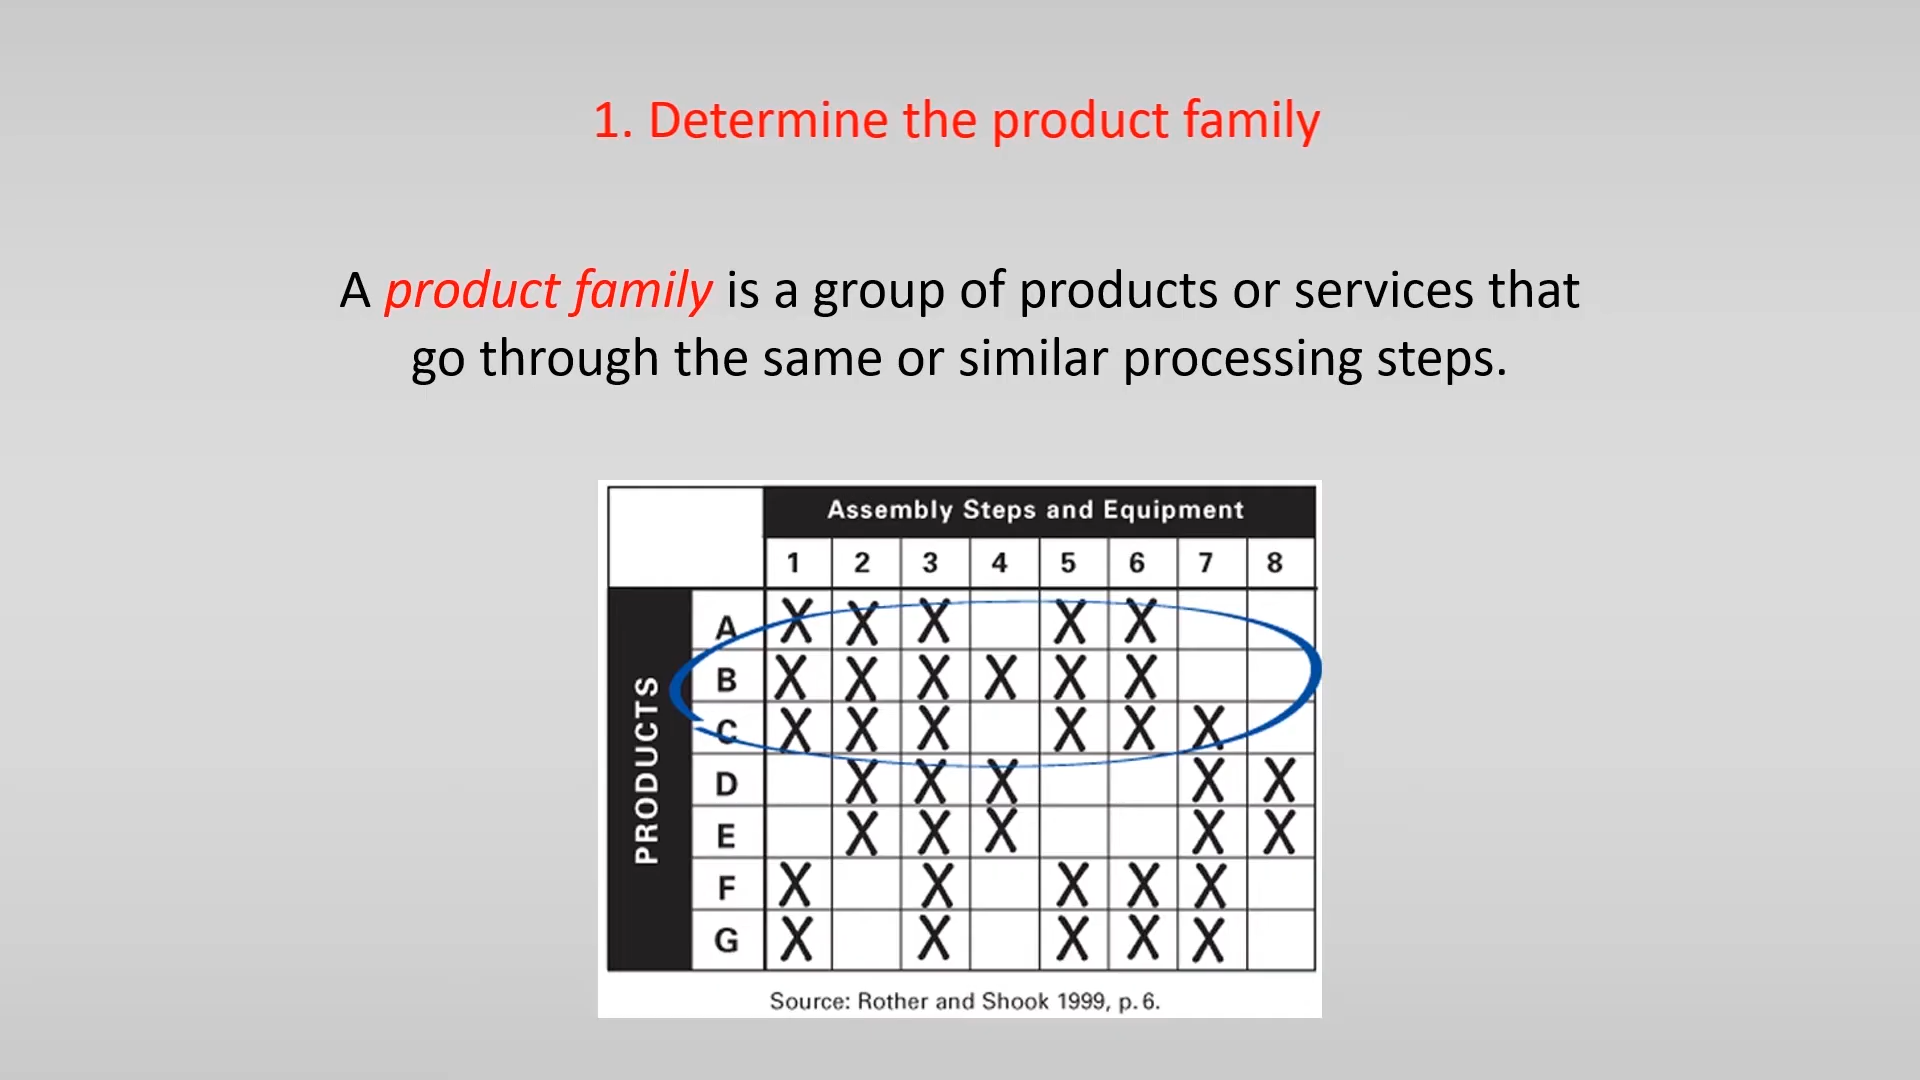 1. Determine the product family
A product family is a group of products or services that
go through the same or similar processing steps.
Assembly Steps and Equipment
1 2 3 4 5 6 7 8
PRODUCTS
A X X X X X
B X X X X X X
C X X X X X X
D X X X X X
E X X X X X
F X X X X X
G X X X X X
Source: Rother and Shook 1999, p. 6.